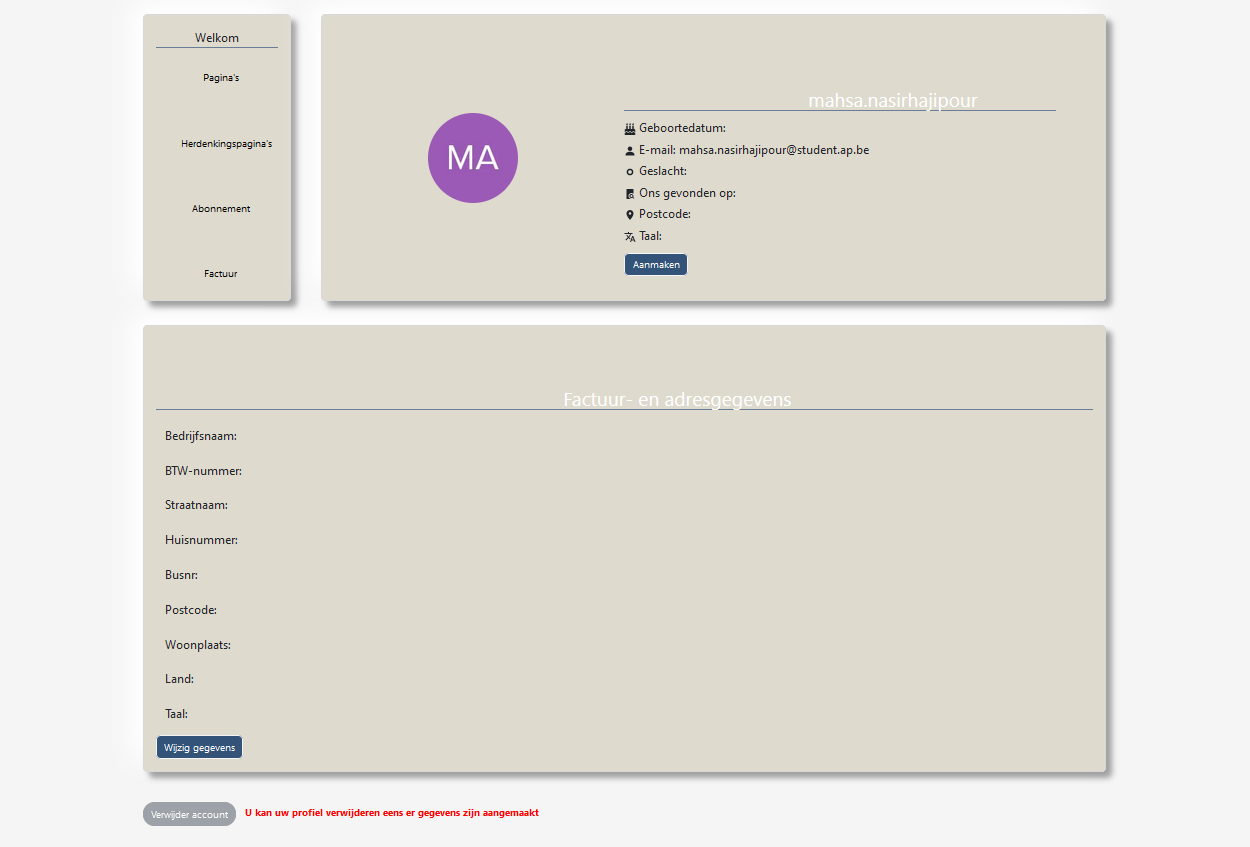 Welkom
Pagina's
Herdenkingspagina's
Abonnement
Factuur
MA
mahsa.nasirhajipour
Geboortedatum:
E-mail: mahsa.nasirhajipour@student.ap.be
Geslacht:
Ons gevonden op:
Postcode:
Taal:
Aanmaken
Factuur- en adresgegevens
Bedrijfsnaam:
BTW-nummer:
Straatnaam:
Huisnummer:
Busnr:
Postcode:
Woonplaats:
Land:
Taal:
Wijzig gegevens
Verwijder account
U kan uw profiel verwijderen eens er gegevens zijn aangemaakt